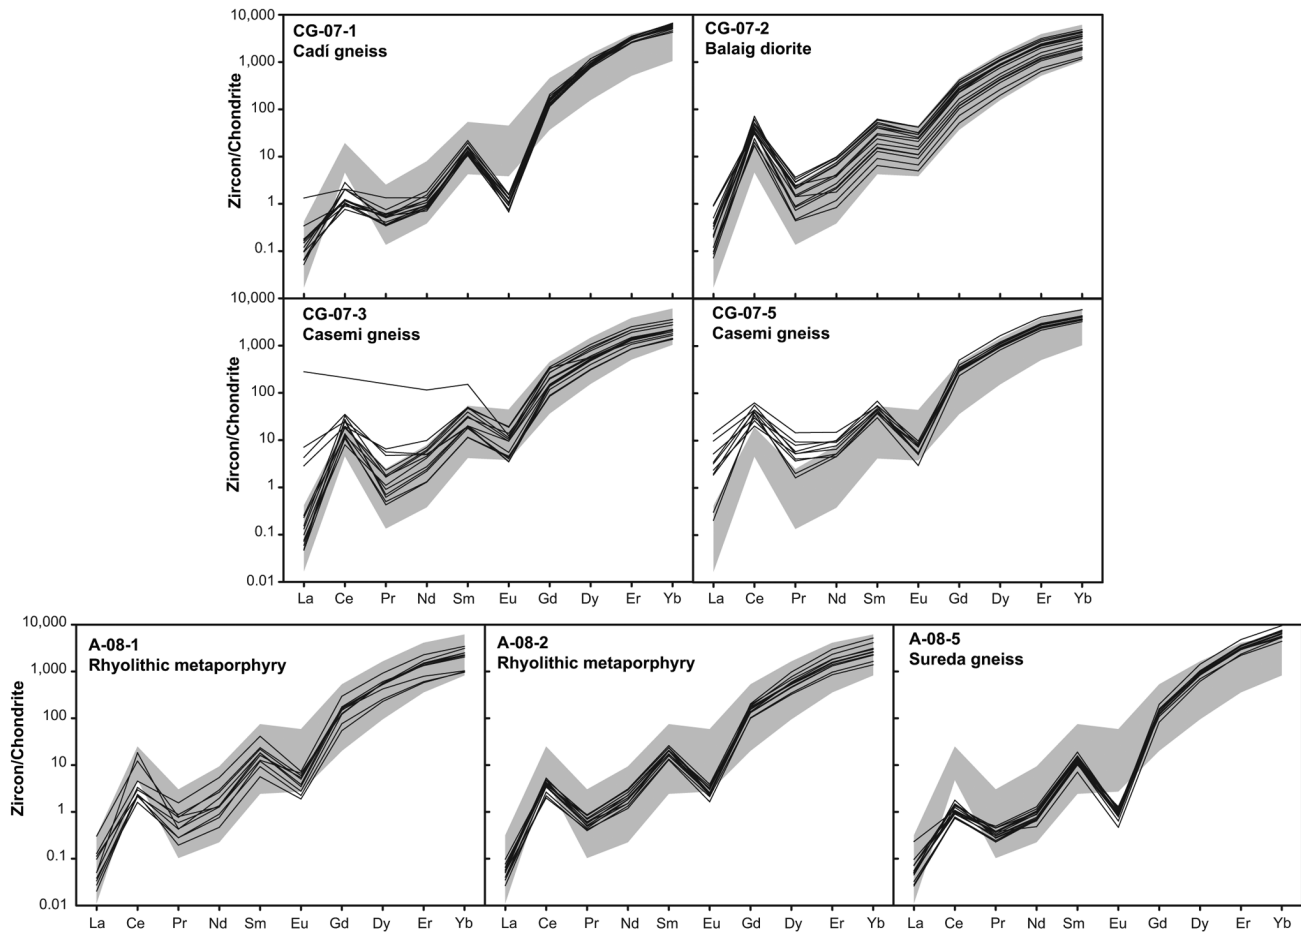 CG-07-1
Cadí gneiss
CG-07-2
Balaig diorite
10,000
1,000
100
10
1
0.1
Zircon/Chondrite
10,000
CG-07-3
Casemi gneiss
CG-07-5
Casemi gneiss
1,000
100
10
1
0.1
0.01
Zircon/Chondrite
La Ce Pr Nd Sm Eu Gd Dy Er Yb
La Ce Pr Nd Sm Eu Gd Dy Er Yb
10,000
1,000
100
10
1
0.1
0.01
Zircon/Chondrite
A-08-1
Rhyolithic metaporphyry
A-08-2
Rhyolithic metaporphyry
A-08-5
Sureda gneiss
La Ce Pr Nd Sm Eu Gd Dy Er Yb
La Ce Pr Nd Sm Eu Gd Dy Er Yb
La Ce Pr Nd Sm Eu Gd Dy Er Yb